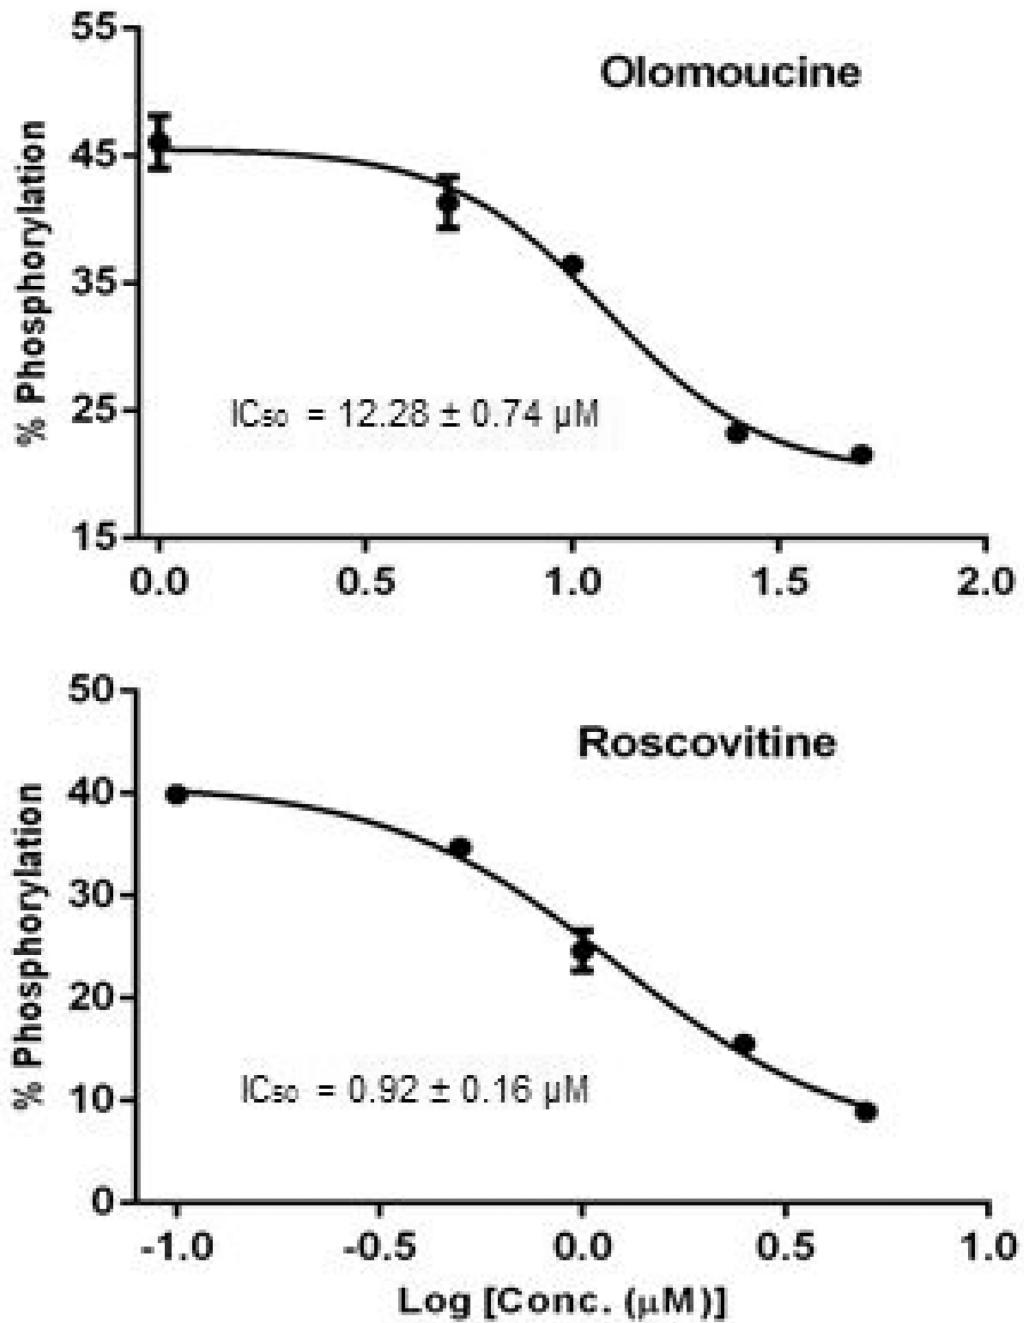 55
Olomoucine
45
35
25
15
% Phosphorylation
IC₅₀ = 12.28 ± 0.74 µM
0.0 0.5 1.0 1.5 2.0
50
Roscovitine
40
30
20
10
0
% Phosphorylation
IC₅₀ = 0.92 ± 0.16 µM
-1.0 -0.5 0.0 0.5 1.0
Log [Conc. (µM)]